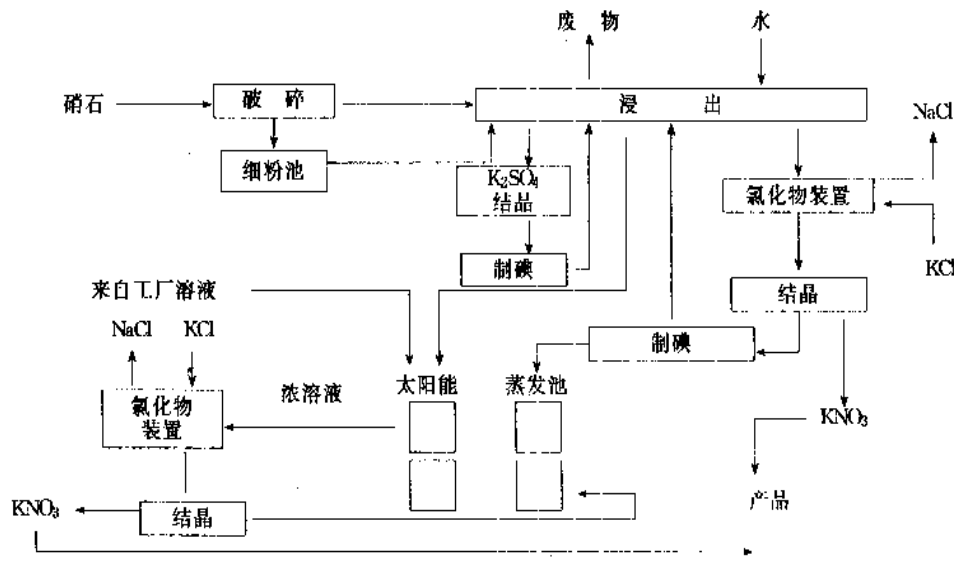 废 物
水
硝石
破 碎
浸 出
NaCl
细粉池
K₂SO₄
结品
氯化物装置
制碘
KCl
来自工厂溶液
结晶
NaCl
KCl
制碘
太阳能
蒸发池
浓溶液
氯化物
装置
KNO₃
KNO₃
结晶
产品